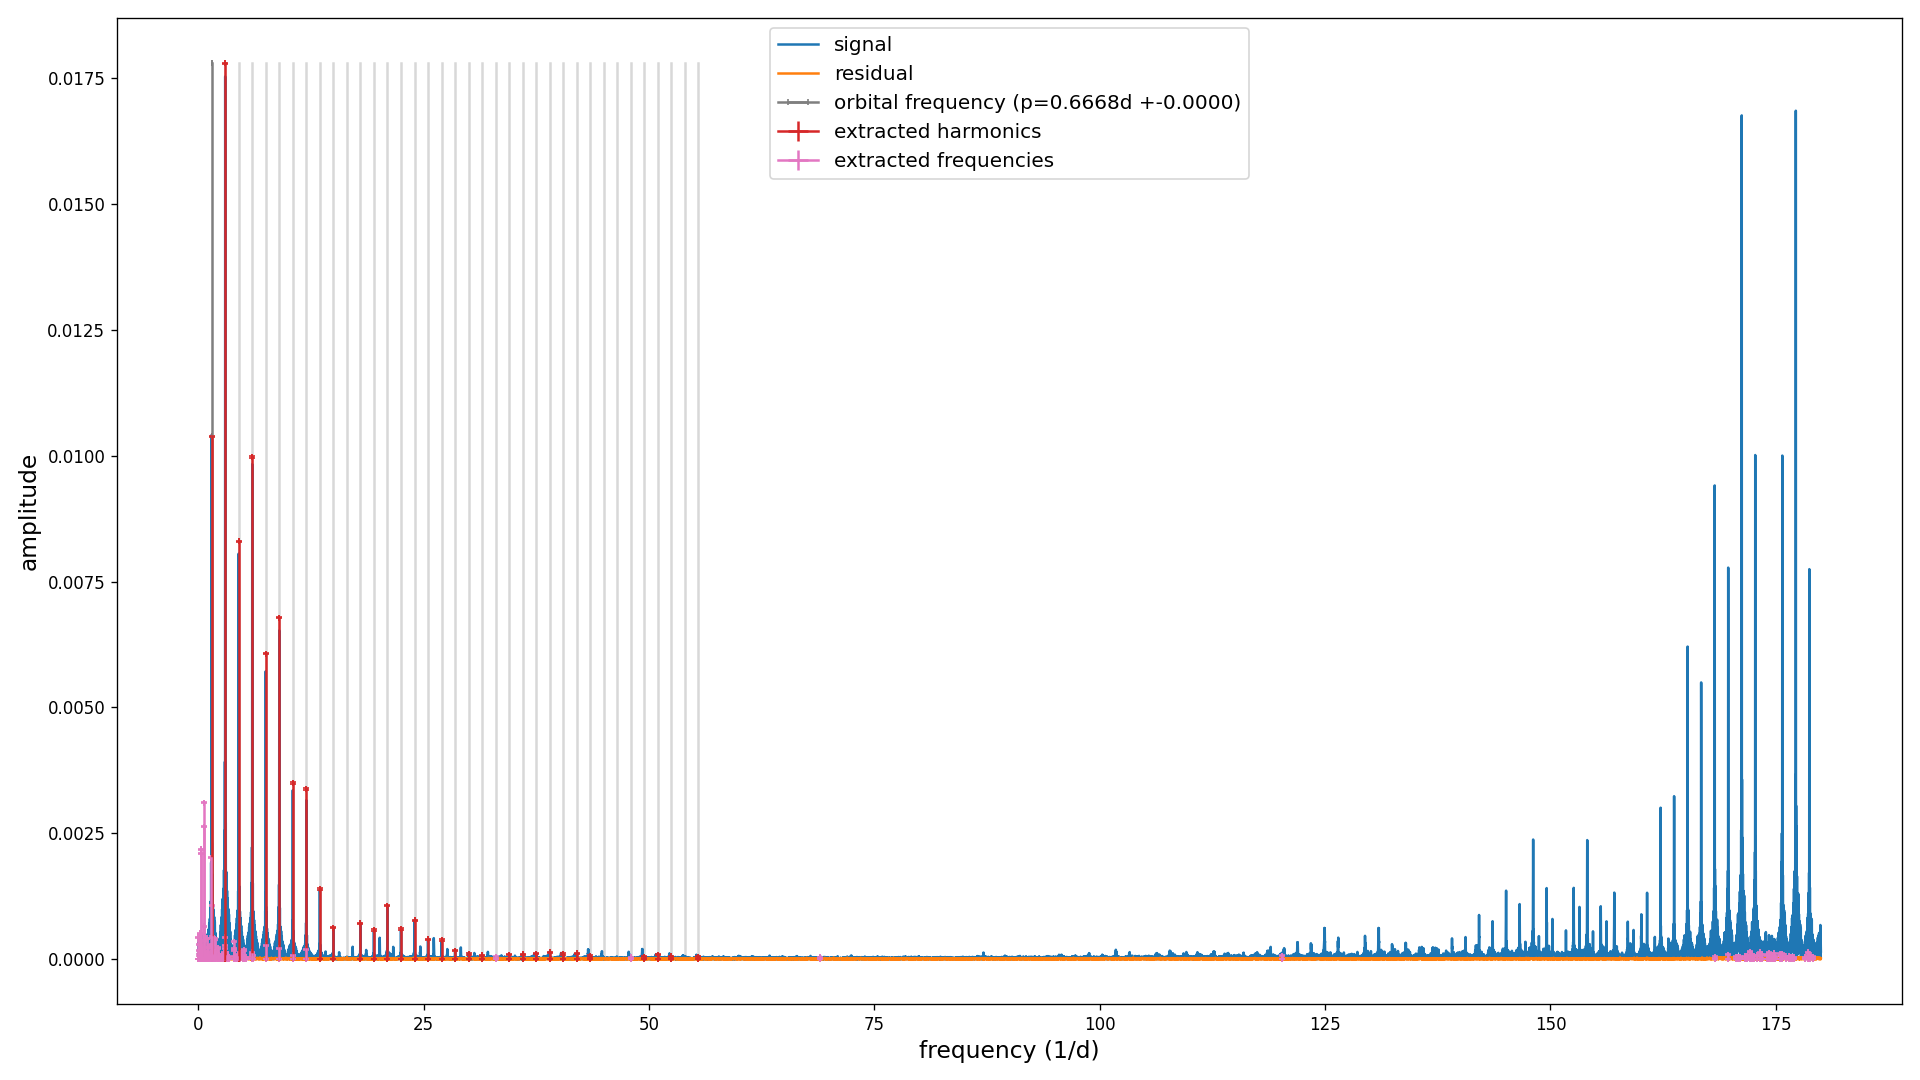 signal
residual
orbital frequency (p=0.6668d +-0.0000)
extracted harmonics
extracted frequencies
0.0175
0.0150
0.0125
0.0100
0.0075
0.0050
0.0025
0.0000
amplitude
0 25 50 75 100 125 150 175
frequency (1/d)